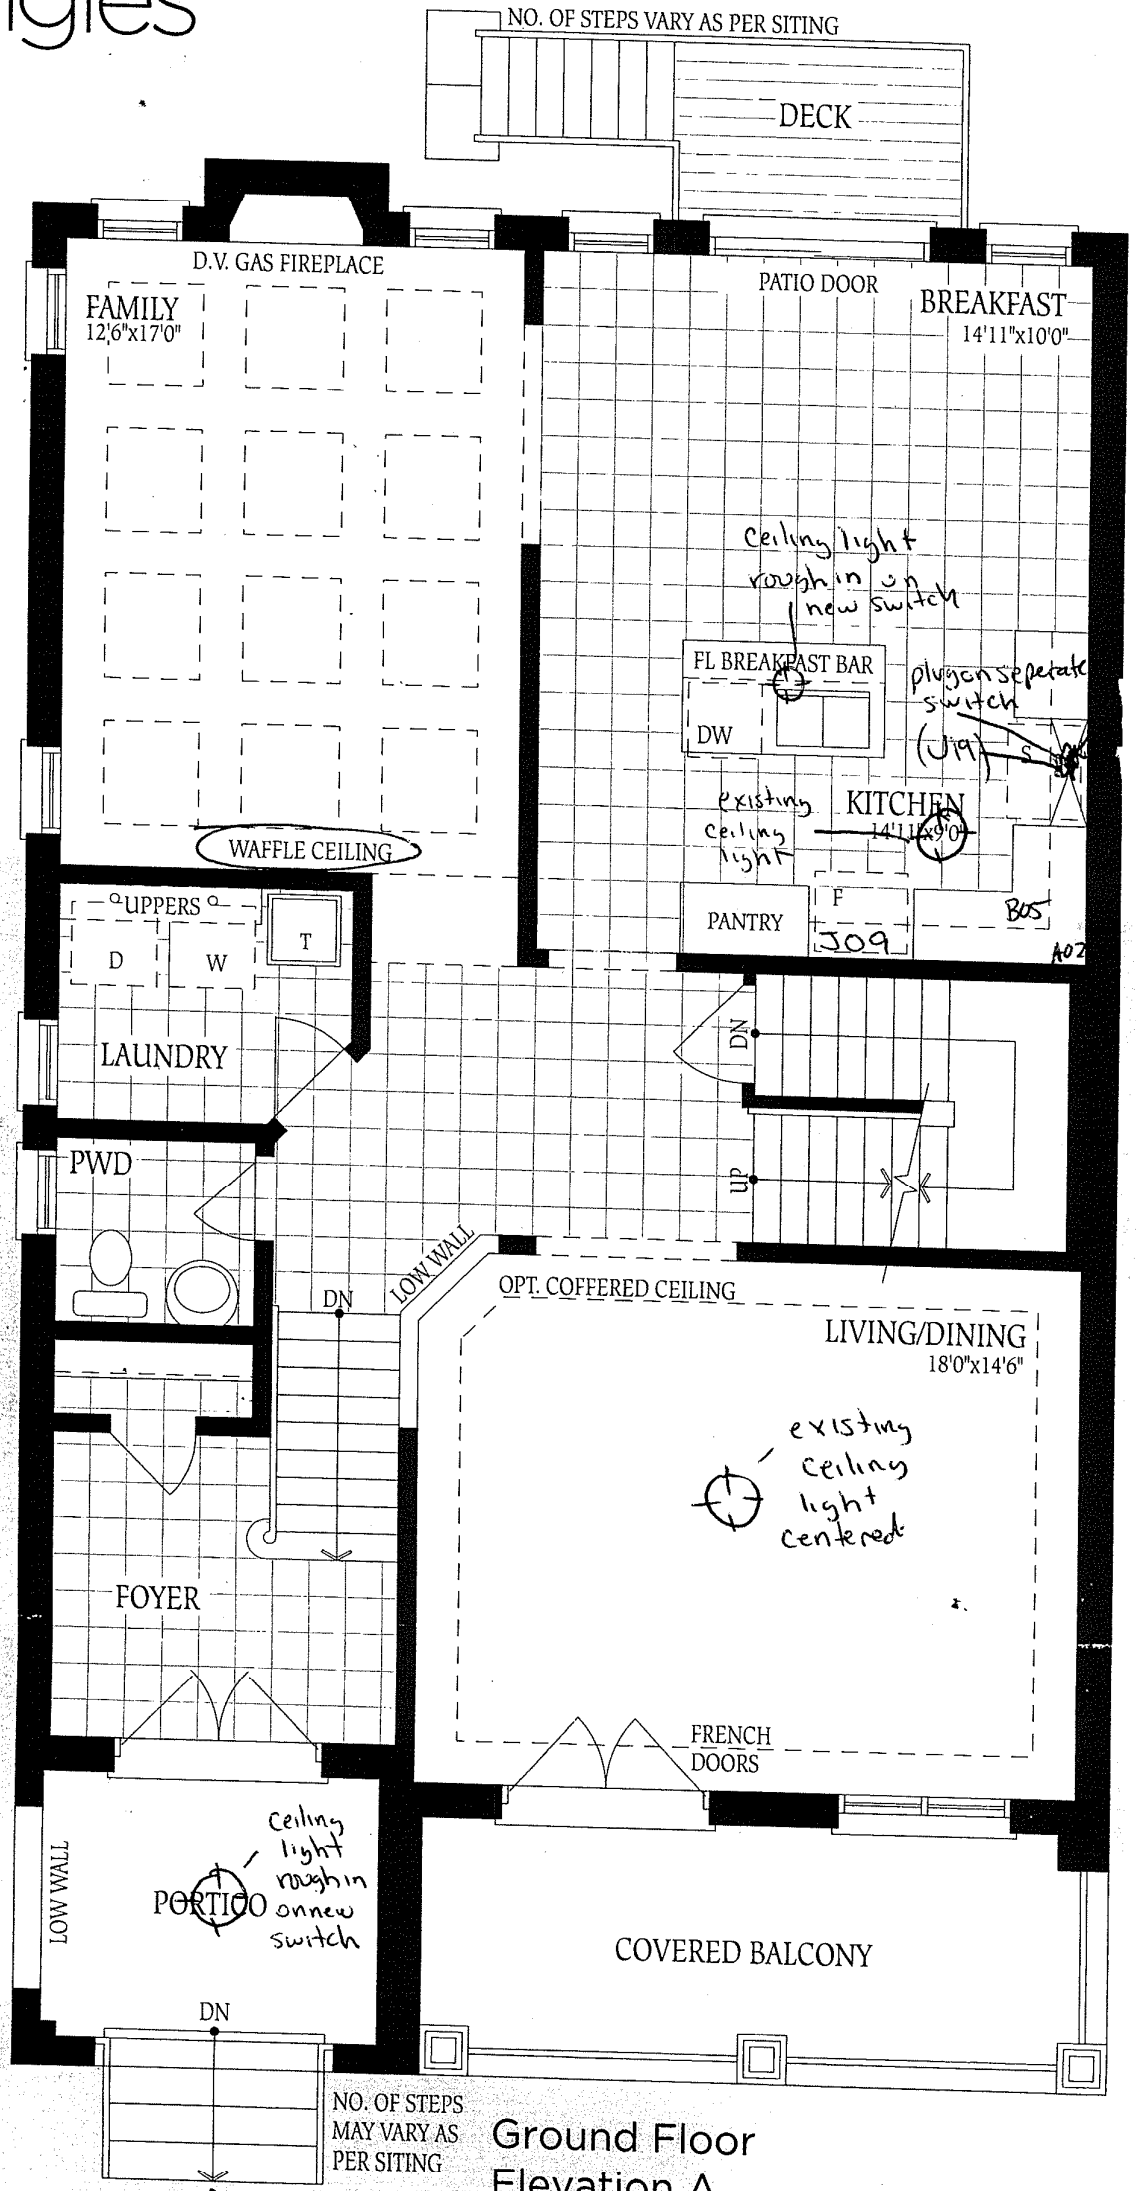 NO. OF STEPS VARY AS PER SITING
DECK
D.V. GAS FIREPLACE
FAMILY
12'6"x17'0"
PATIO DOOR
BREAKFAST
14'11"x10'0"
ceiling light
rough in on
new switch
FL BREAKFAST BAR
DW
plug on seperate
switch
(J19)
S
existing
ceiling
light
KITCHEN
14'11"x9'0"
WAFFLE CEILING
UPPERS
D
W
T
PANTRY
F
J09
B05
A02
LAUNDRY
DN
PWD
UP
LOW WALL
OPT. COFFERED CEILING
DN
LIVING/DINING
18'0"x14'6"
existing
ceiling
light
centered
FOYER
FRENCH
DOORS
ceiling
light
rough in
on new
switch
PORTICO
LOW WALL
COVERED BALCONY
DN
NO. OF STEPS
MAY VARY AS
PER SITING
Ground Floor
Elevation A